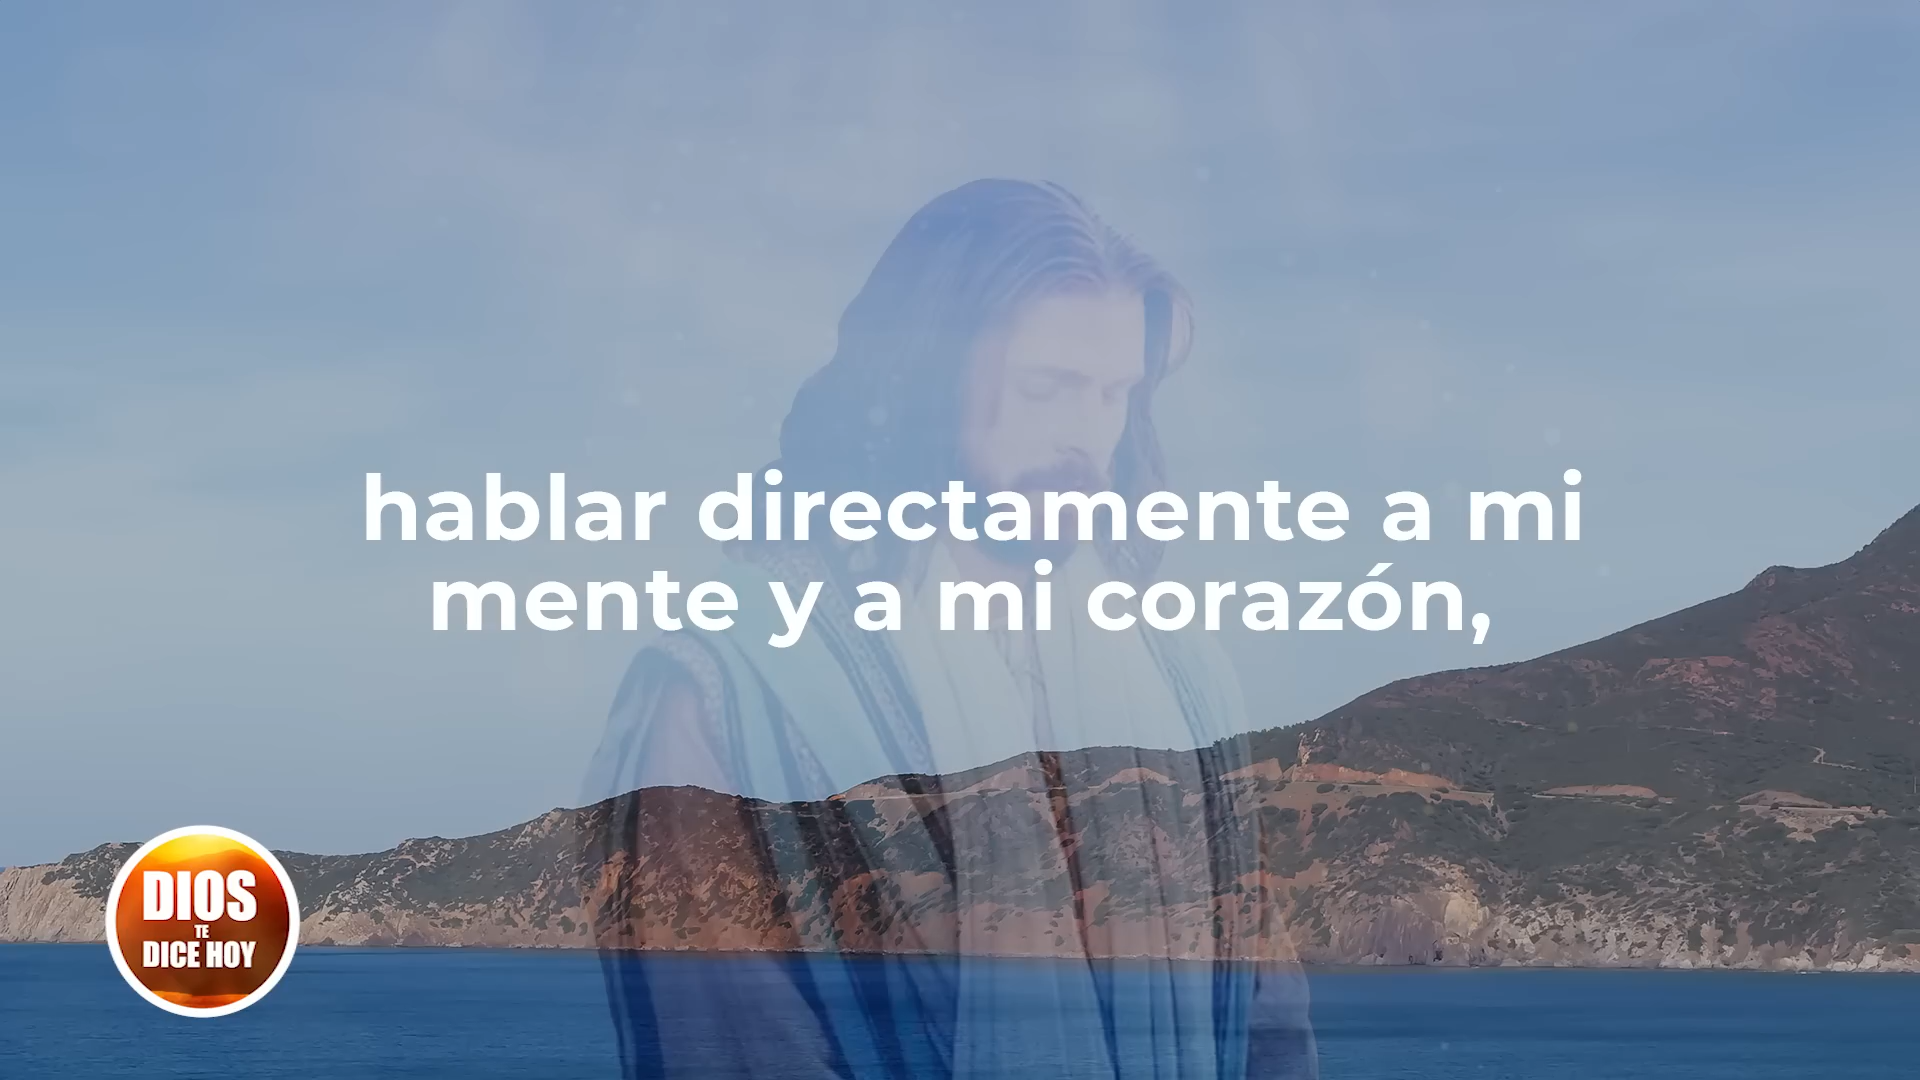 hablar directamente a mi
mente y a mi corazón,
DIOS
TE
DICE HOY